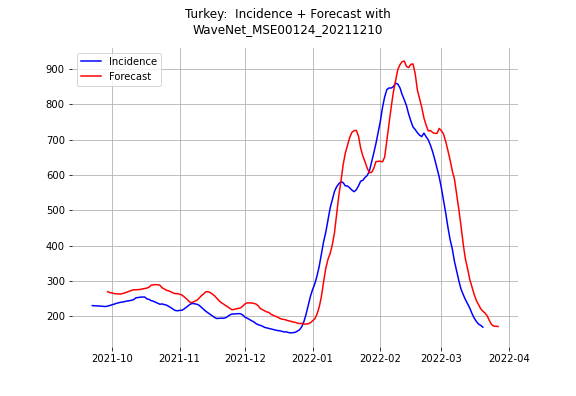 Turkey:  Incidence + Forecast with
WaveNet_MSE00124_20211210
Incidence
Forecast
900
800
700
600
500
400
300
200
2021-10 2021-11 2021-12 2022-01 2022-02 2022-03 2022-04